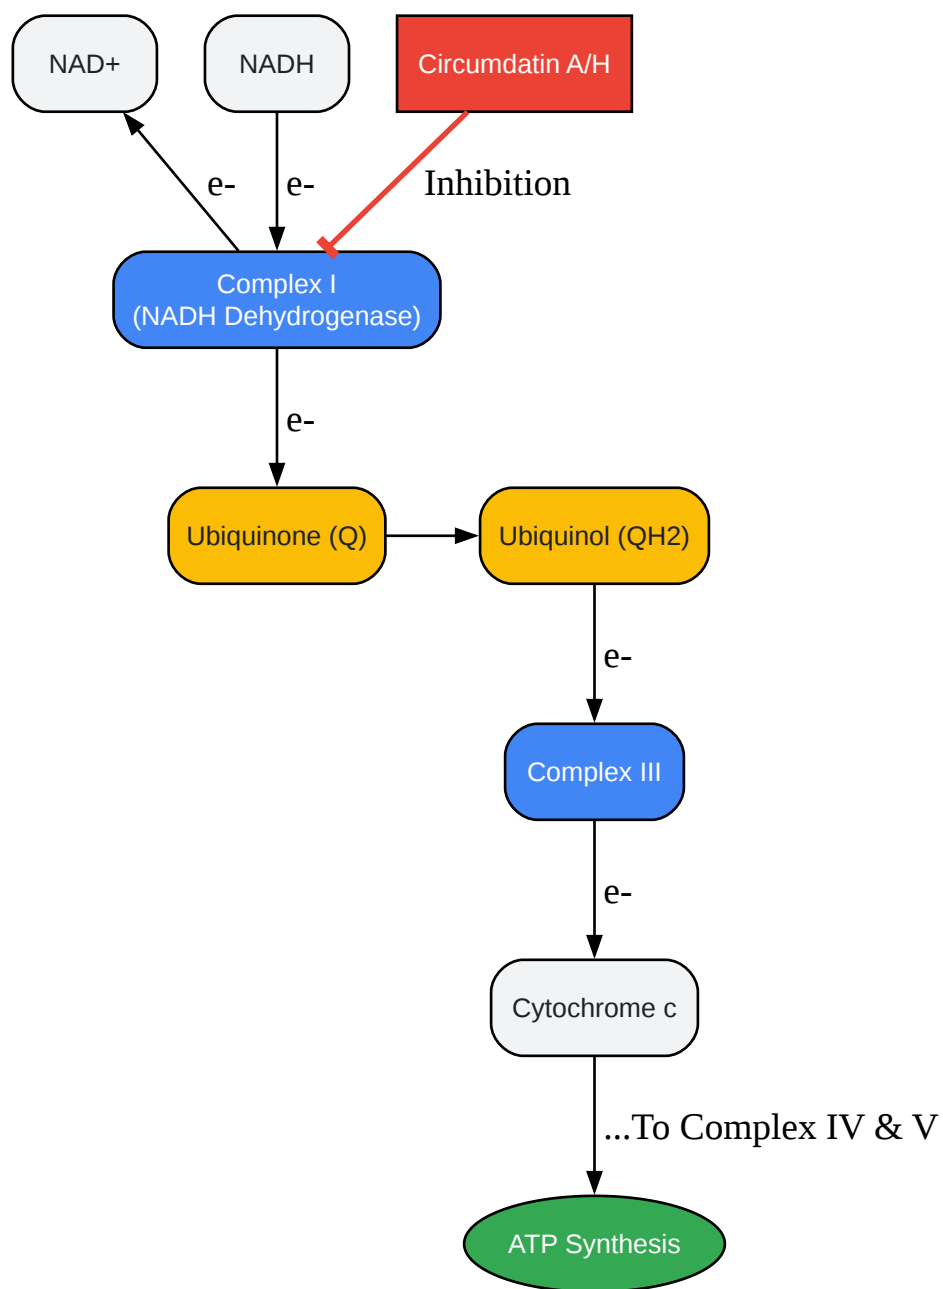 NAD+
NADH
Circumdatin A/H
e-
e-
Inhibition
Complex I
(NADH Dehydrogenase)
e-
Ubiquinone (Q)
Ubiquinol (QH2)
e-
Complex III
e-
Cytochrome c
...To Complex IV & V
ATP Synthesis